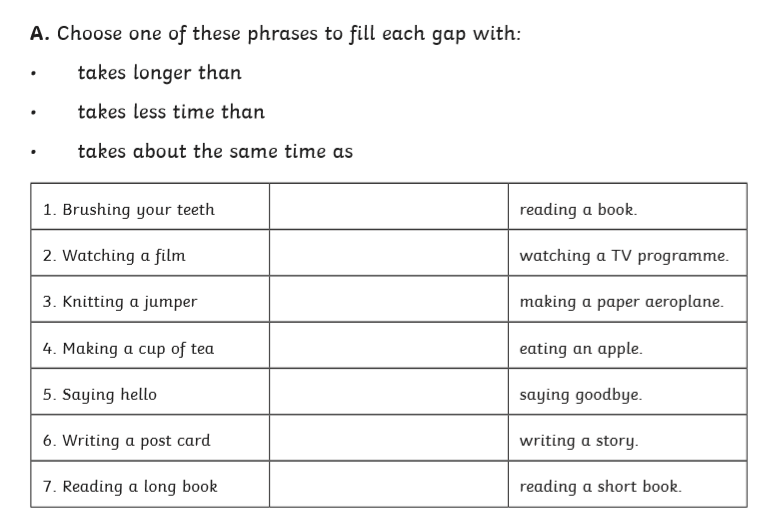 A. Choose one of these phrases to fill each gap with:
• takes longer than
• takes less time than
• takes about the same time as
1. Brushing your teeth reading a book.
2. Watching a film watching a TV programme.
3. Knitting a jumper making a paper aeroplane.
4. Making a cup of tea eating an apple.
5. Saying hello saying goodbye.
6. Writing a post card writing a story.
7. Reading a long book reading a short book.